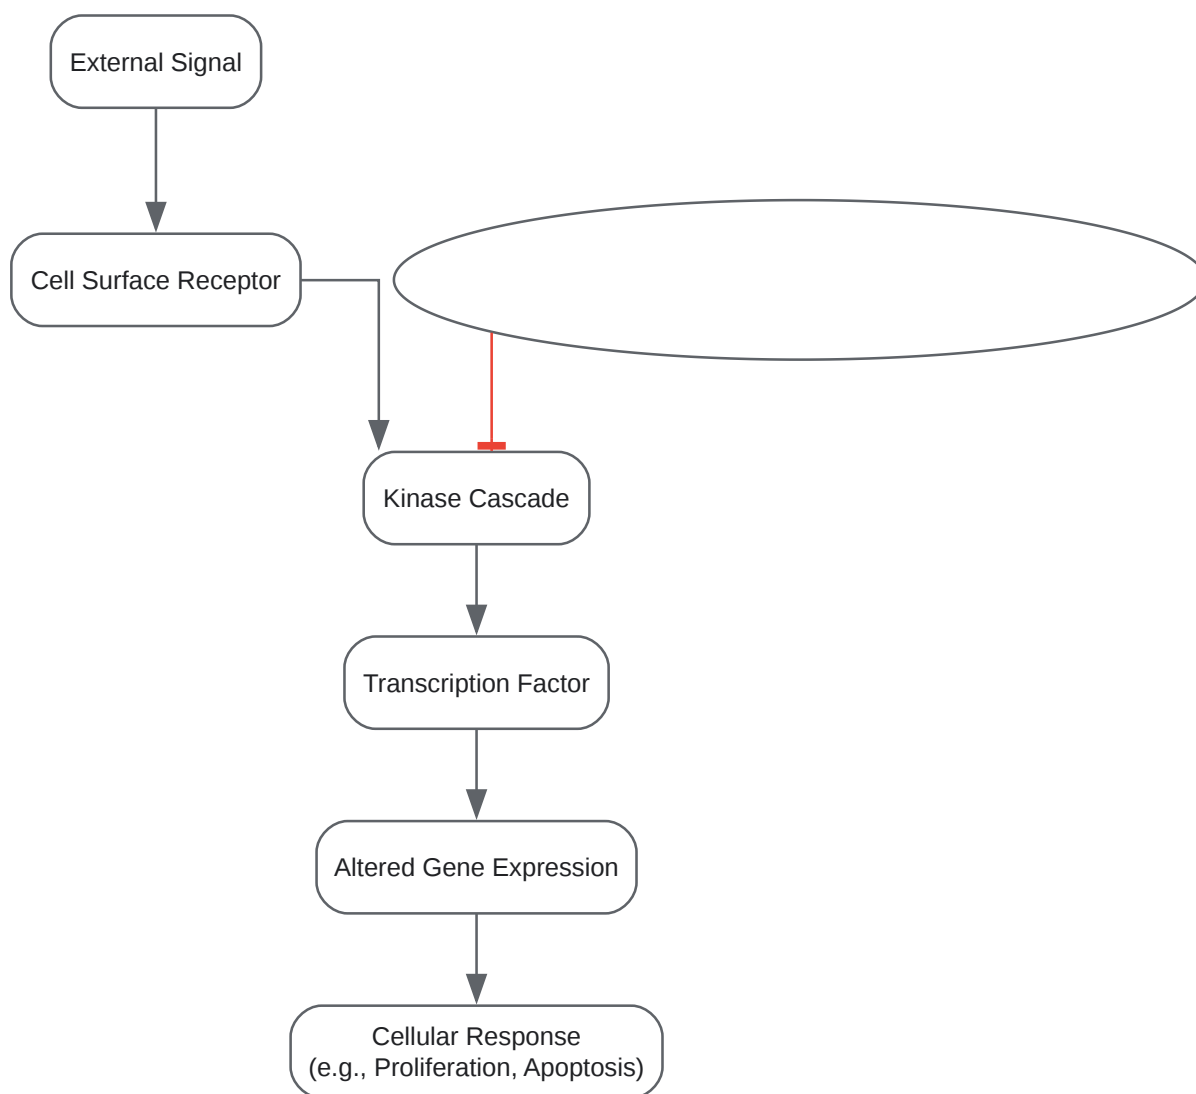 External Signal
Cell Surface Receptor
Kinase Cascade
Transcription Factor
Altered Gene Expression
Cellular Response
(e.g., Proliferation, Apoptosis)